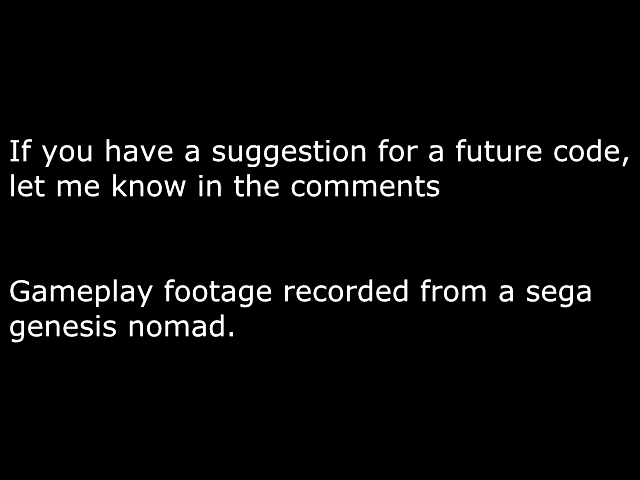 If you have a suggestion for a future code,
let me know in the comments
Gameplay footage recorded from a sega
genesis nomad.